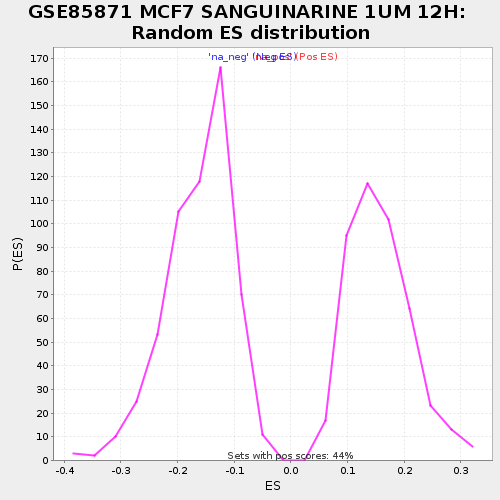 GSE85871 MCF7 SANGUINARINE 1UM 12H:
Random ES distribution
'na_neg' (Neg ES)
(Pos ES)
P(ES)
170
160
150
140
130
120
110
100
90
80
70
60
50
40
30
20
10
0
Sets with pos scores: 44%
-0.4 -0.3 -0.2 -0.1 0.0 0.1 0.2 0.3
ES